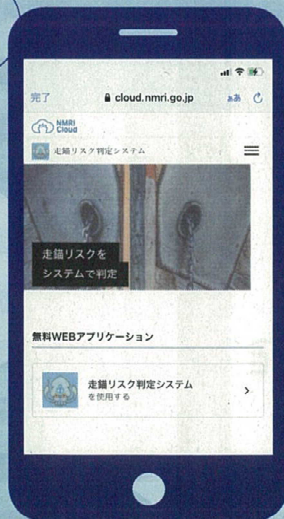 完了
cloud.nmri.go.jp
ああ
NMRI
Cloud
走錨リスク判定システム
走錨リスクを
システムで判定
無料WEBアプリケーション
走錨リスク判定システム
を使用する